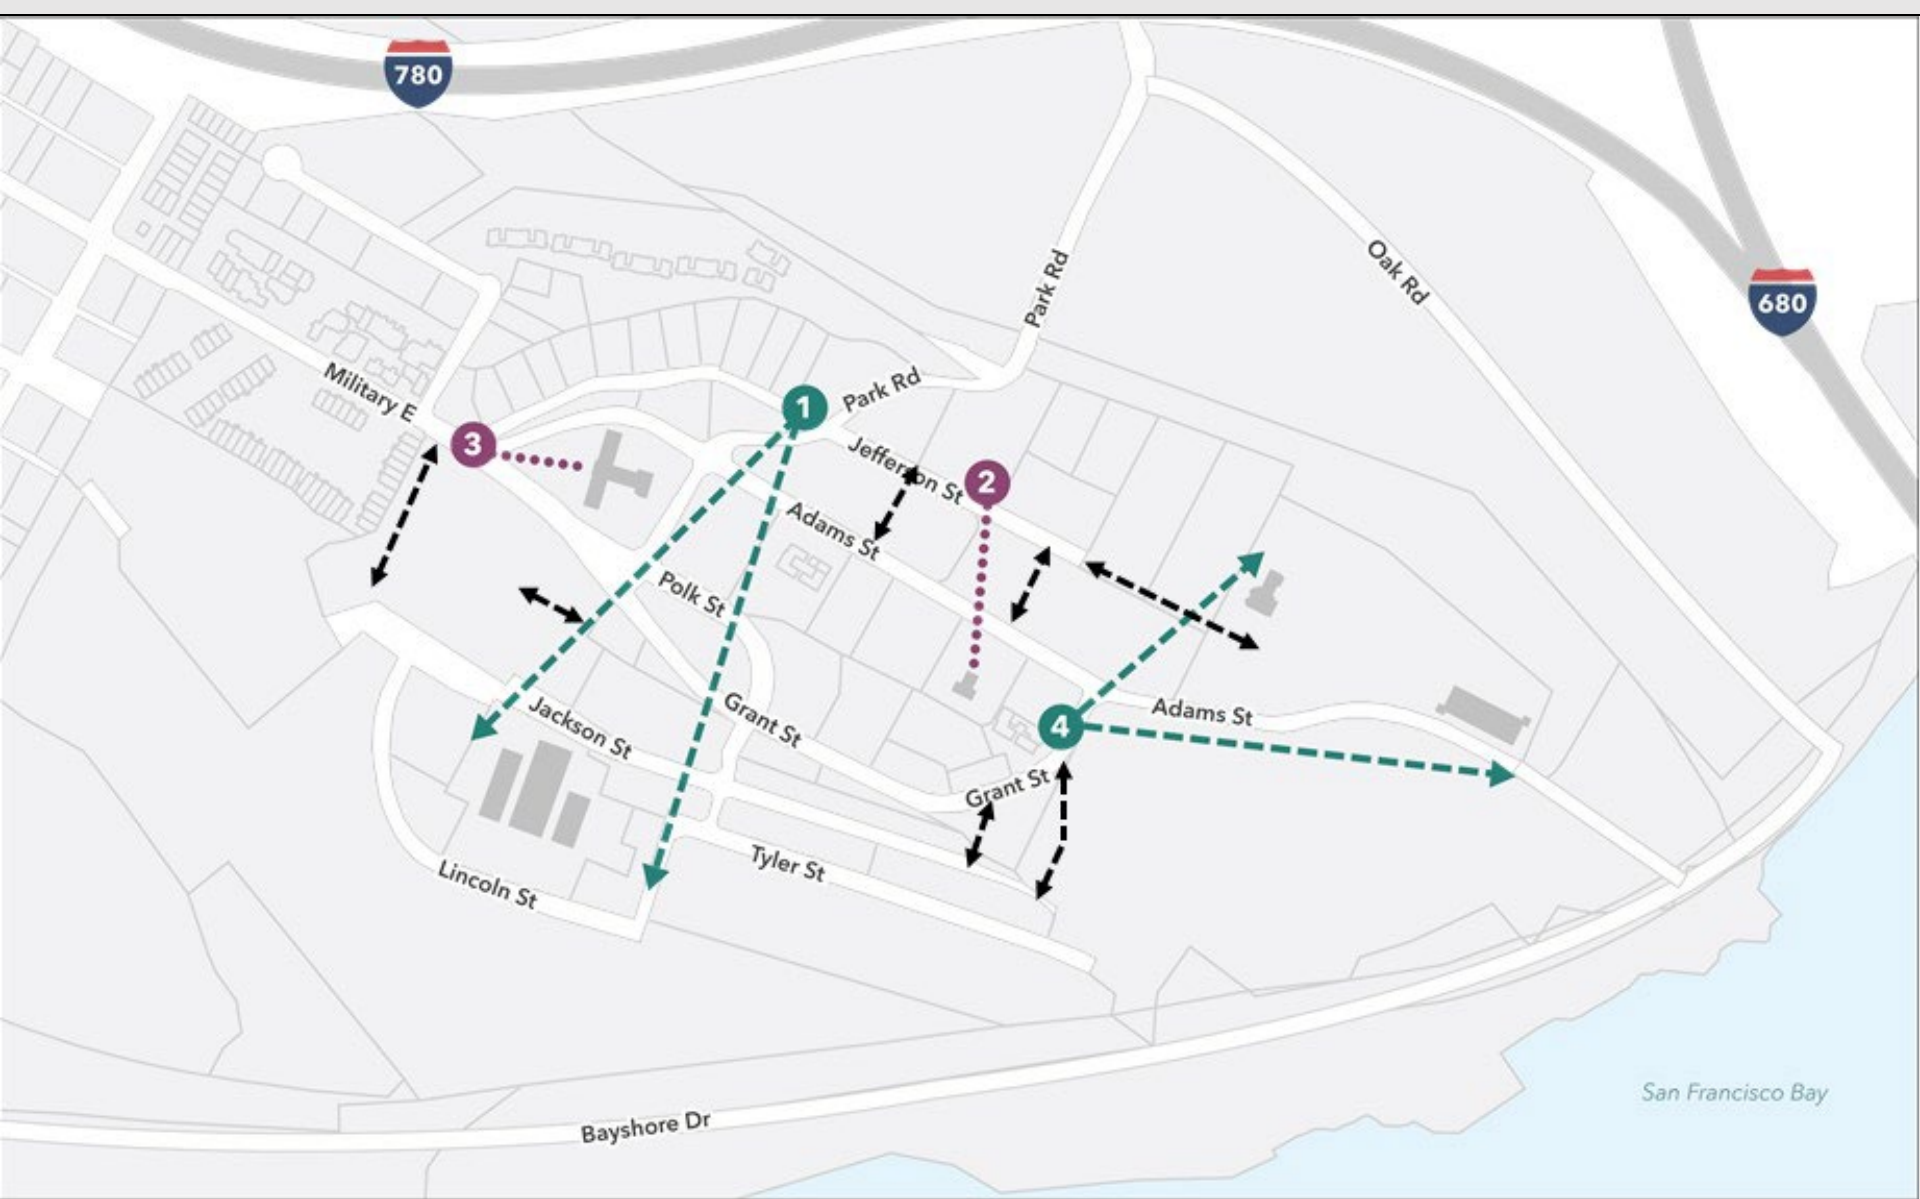 780
680
Oak Rd
Park Rd
Park Rd
Military E
1
3
Jefferson St
2
Adams St
Polk St
Grant St
4
Adams St
Jackson St
Grant St
Tyler St
Lincoln St
San Francisco Bay
Bayshore Dr